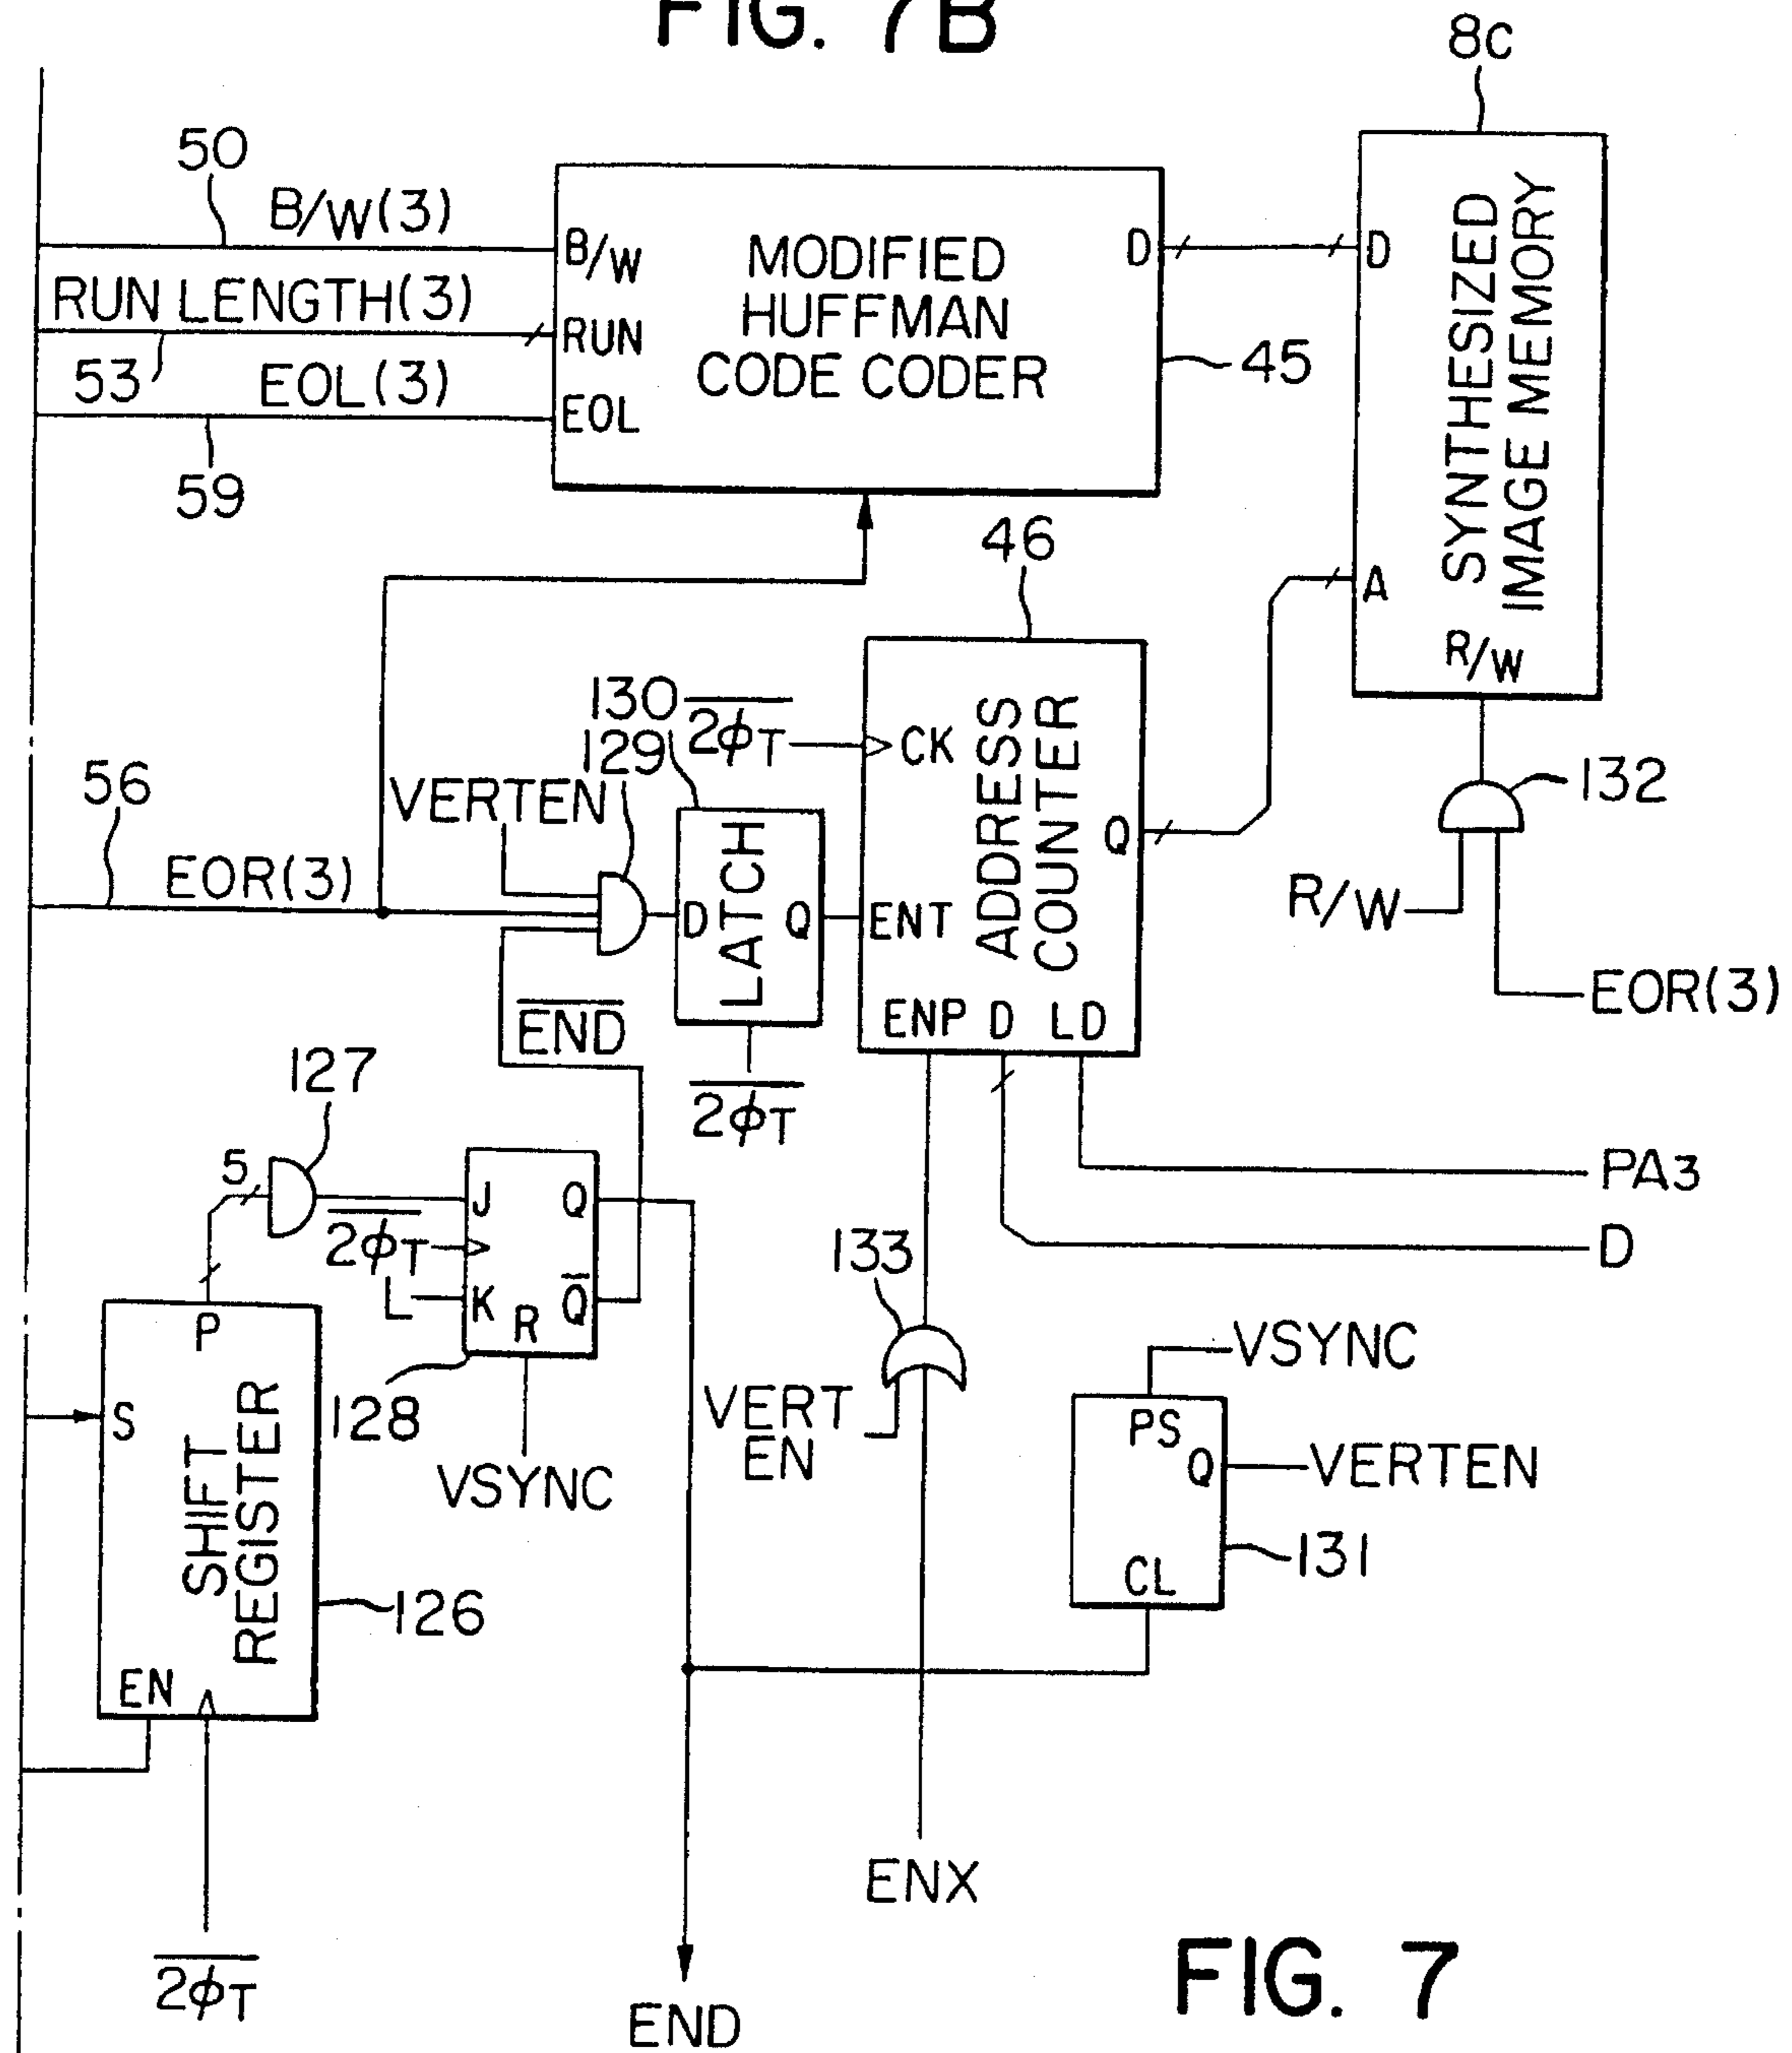 FIG. 7B
8C
50
B/W(3)
B/W
MODIFIED
HUFFMAN
CODE CODER
D
D
SYNTHESIZED
IMAGE MEMORY
RUN LENGTH(3)
RUN
53
EOL(3)
EOL
45
59
46
A
R/W
130
2φT
CK
129
VERTEN
ADDRESS
COUNTER
132
56
EOR(3)
D
LATCH
Q
ENT
Q
R/W
EOR(3)
END
ENP
D
LD
2φT
127
5
PA3
J
Q
2φT
D
133
L
K
R
Q
P
VSYNC
128
VERT
EN
PS
Q
VERTEN
S
SHIFT
REGISTER
VSYNC
131
CL
126
EN
ENX
2φT
END
FIG. 7